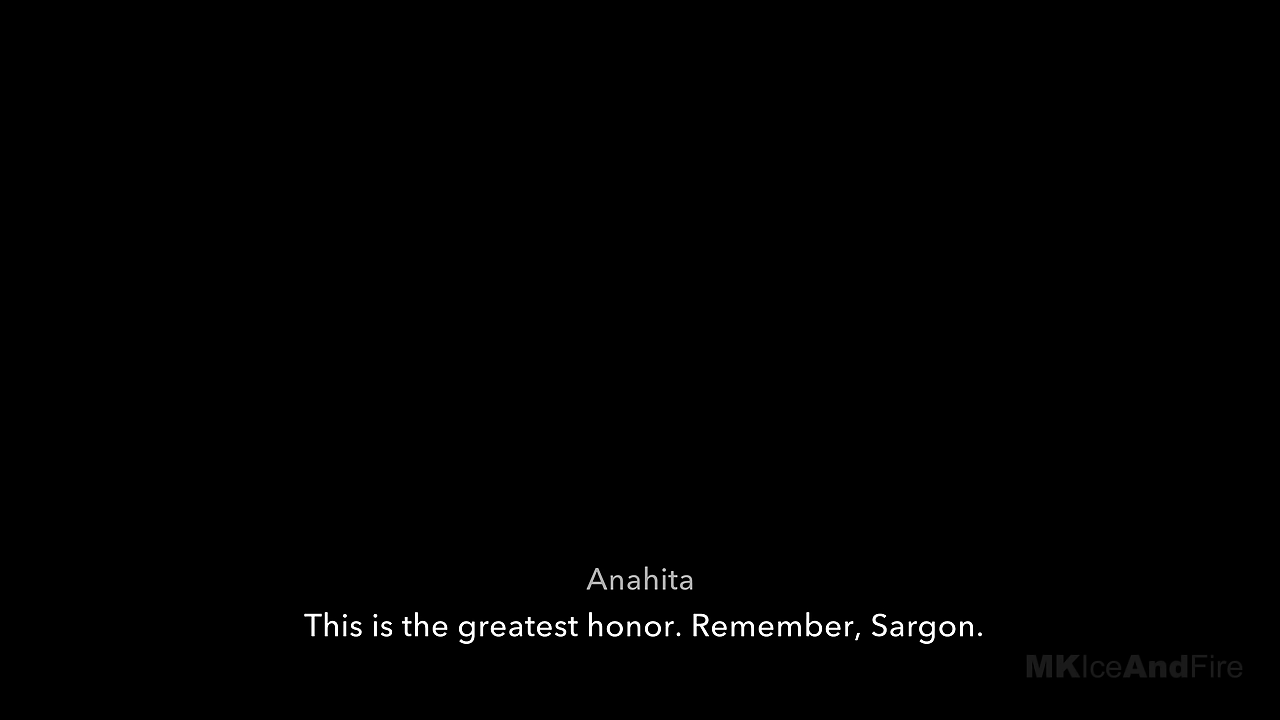 Anahita
This is the greatest honor. Remember, Sargon.
MKIceAndFire